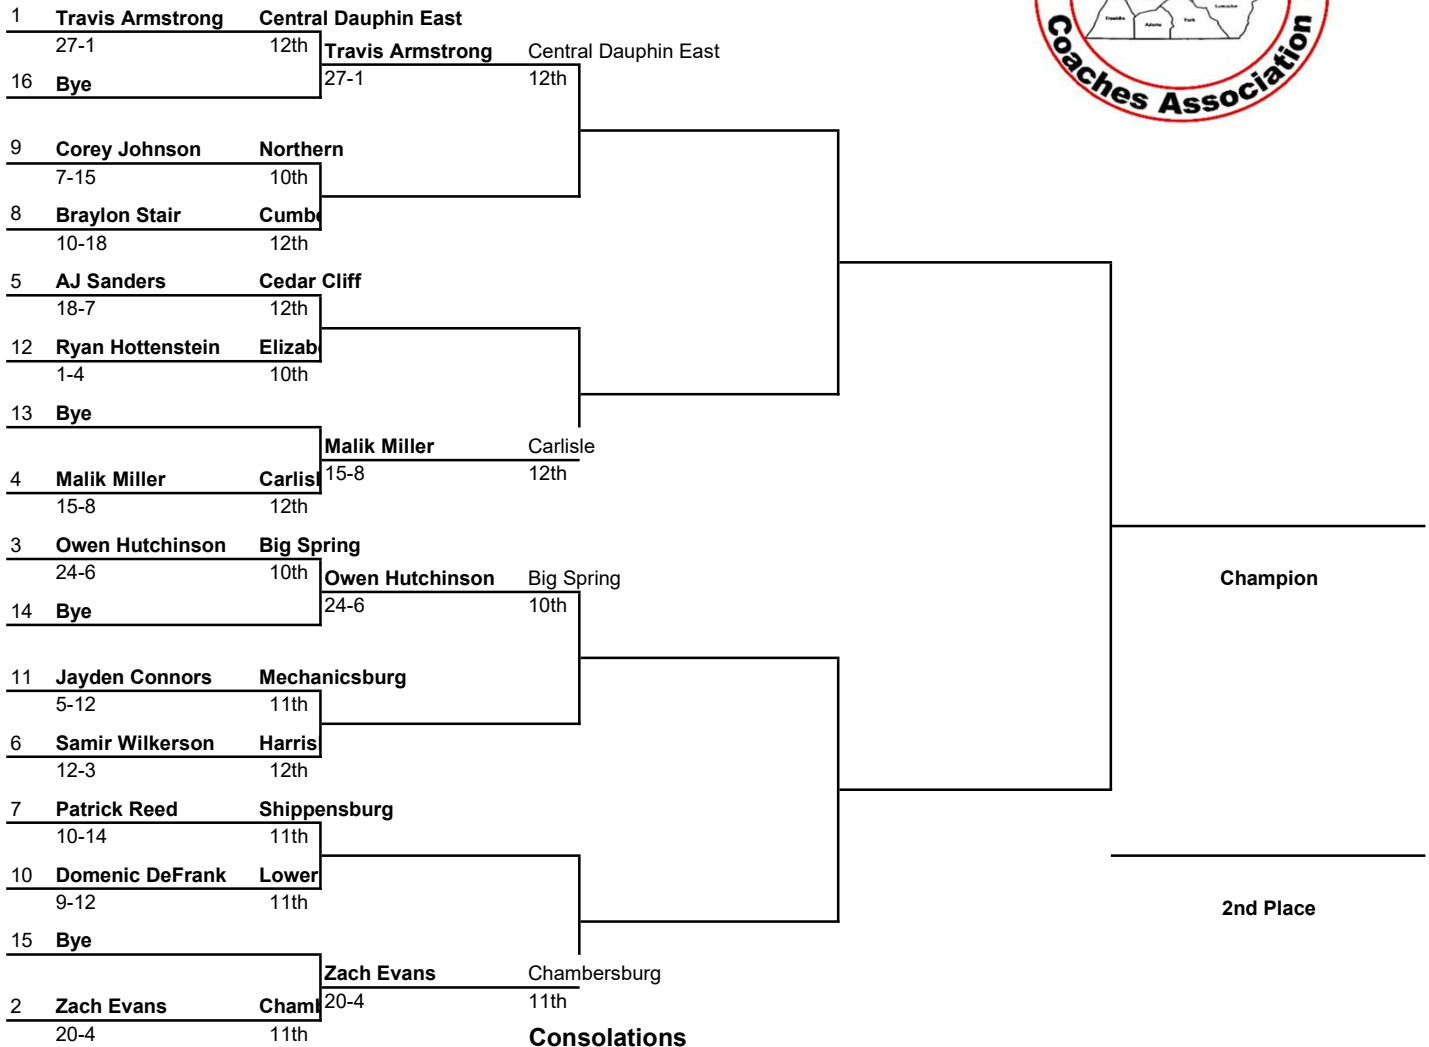 1 Travis Armstrong Central Dauphin East
27-1 12th
Travis Armstrong Central Dauphin East
27-1 12th
16 Bye
9 Corey Johnson Northern
7-15 10th
8 Braylon Stair Cumbe
10-18 12th
5 AJ Sanders Cedar Cliff
18-7 12th
12 Ryan Hottenstein Elizab
1-4 10th
13 Bye
Malik Miller Carlisle
15-8 12th
4 Malik Miller Carlisl
15-8 12th
3 Owen Hutchinson Big Spring
24-6 10th
Owen Hutchinson Big Spring
24-6 10th
14 Bye
11 Jayden Connors Mechanicsburg
5-12 11th
6 Samir Wilkerson Harris
12-3 12th
7 Patrick Reed Shippensburg
10-14 11th
10 Domenic DeFrank Lower
9-12 11th
15 Bye
Zach Evans Chambersburg
20-4 11th
2 Zach Evans Chamb
20-4 11th
Consolations
Champion
2nd Place
Coaches Association